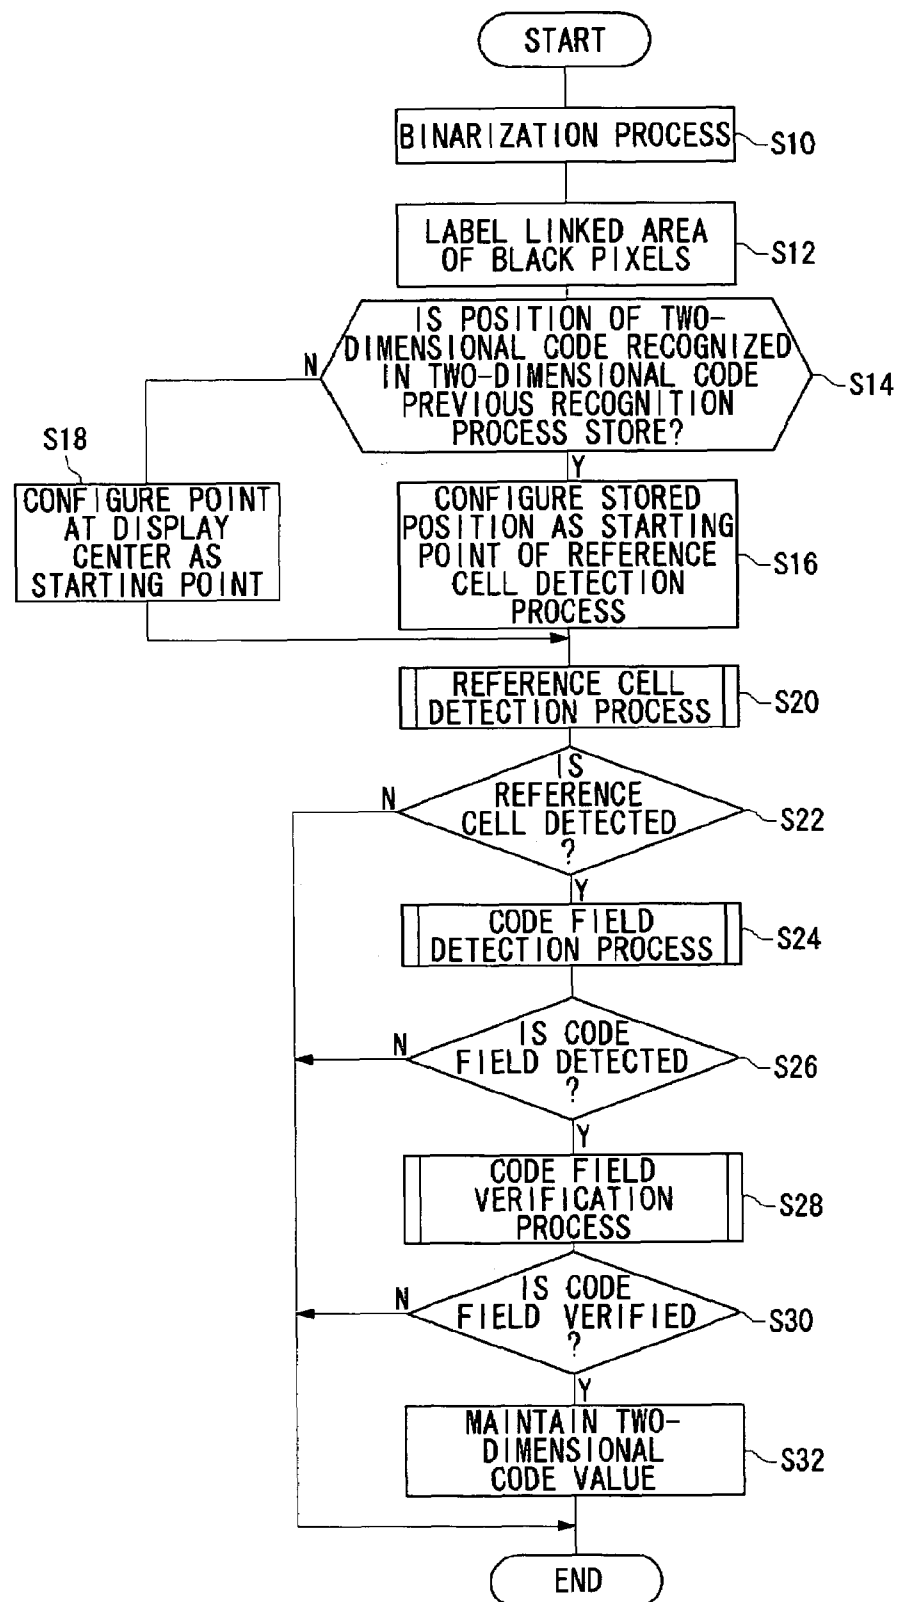 START
BINARIZATION PROCESS
S10
LABEL LINKED AREA
OF BLACK PIXELS
S12
IS POSITION OF TWO-
DIMENSIONAL CODE RECOGNIZED
IN TWO-DIMENSIONAL CODE
PREVIOUS RECOGNITION
PROCESS STORE?
N
S14
Y
S18
CONFIGURE POINT
AT DISPLAY
CENTER AS
STARTING POINT
CONFIGURE STORED
POSITION AS STARTING
POINT OF REFERENCE
CELL DETECTION
PROCESS
S16
REFERENCE CELL
DETECTION PROCESS
S20
IS
REFERENCE
CELL DETECTED
?
N
S22
Y
CODE FIELD
DETECTION PROCESS
S24
IS CODE
FIELD DETECTED
?
N
S26
Y
CODE FIELD
VERIFICATION
PROCESS
S28
IS CODE
FIELD VERIFIED
?
N
S30
Y
MAINTAIN TWO-
DIMENSIONAL
CODE VALUE
S32
END